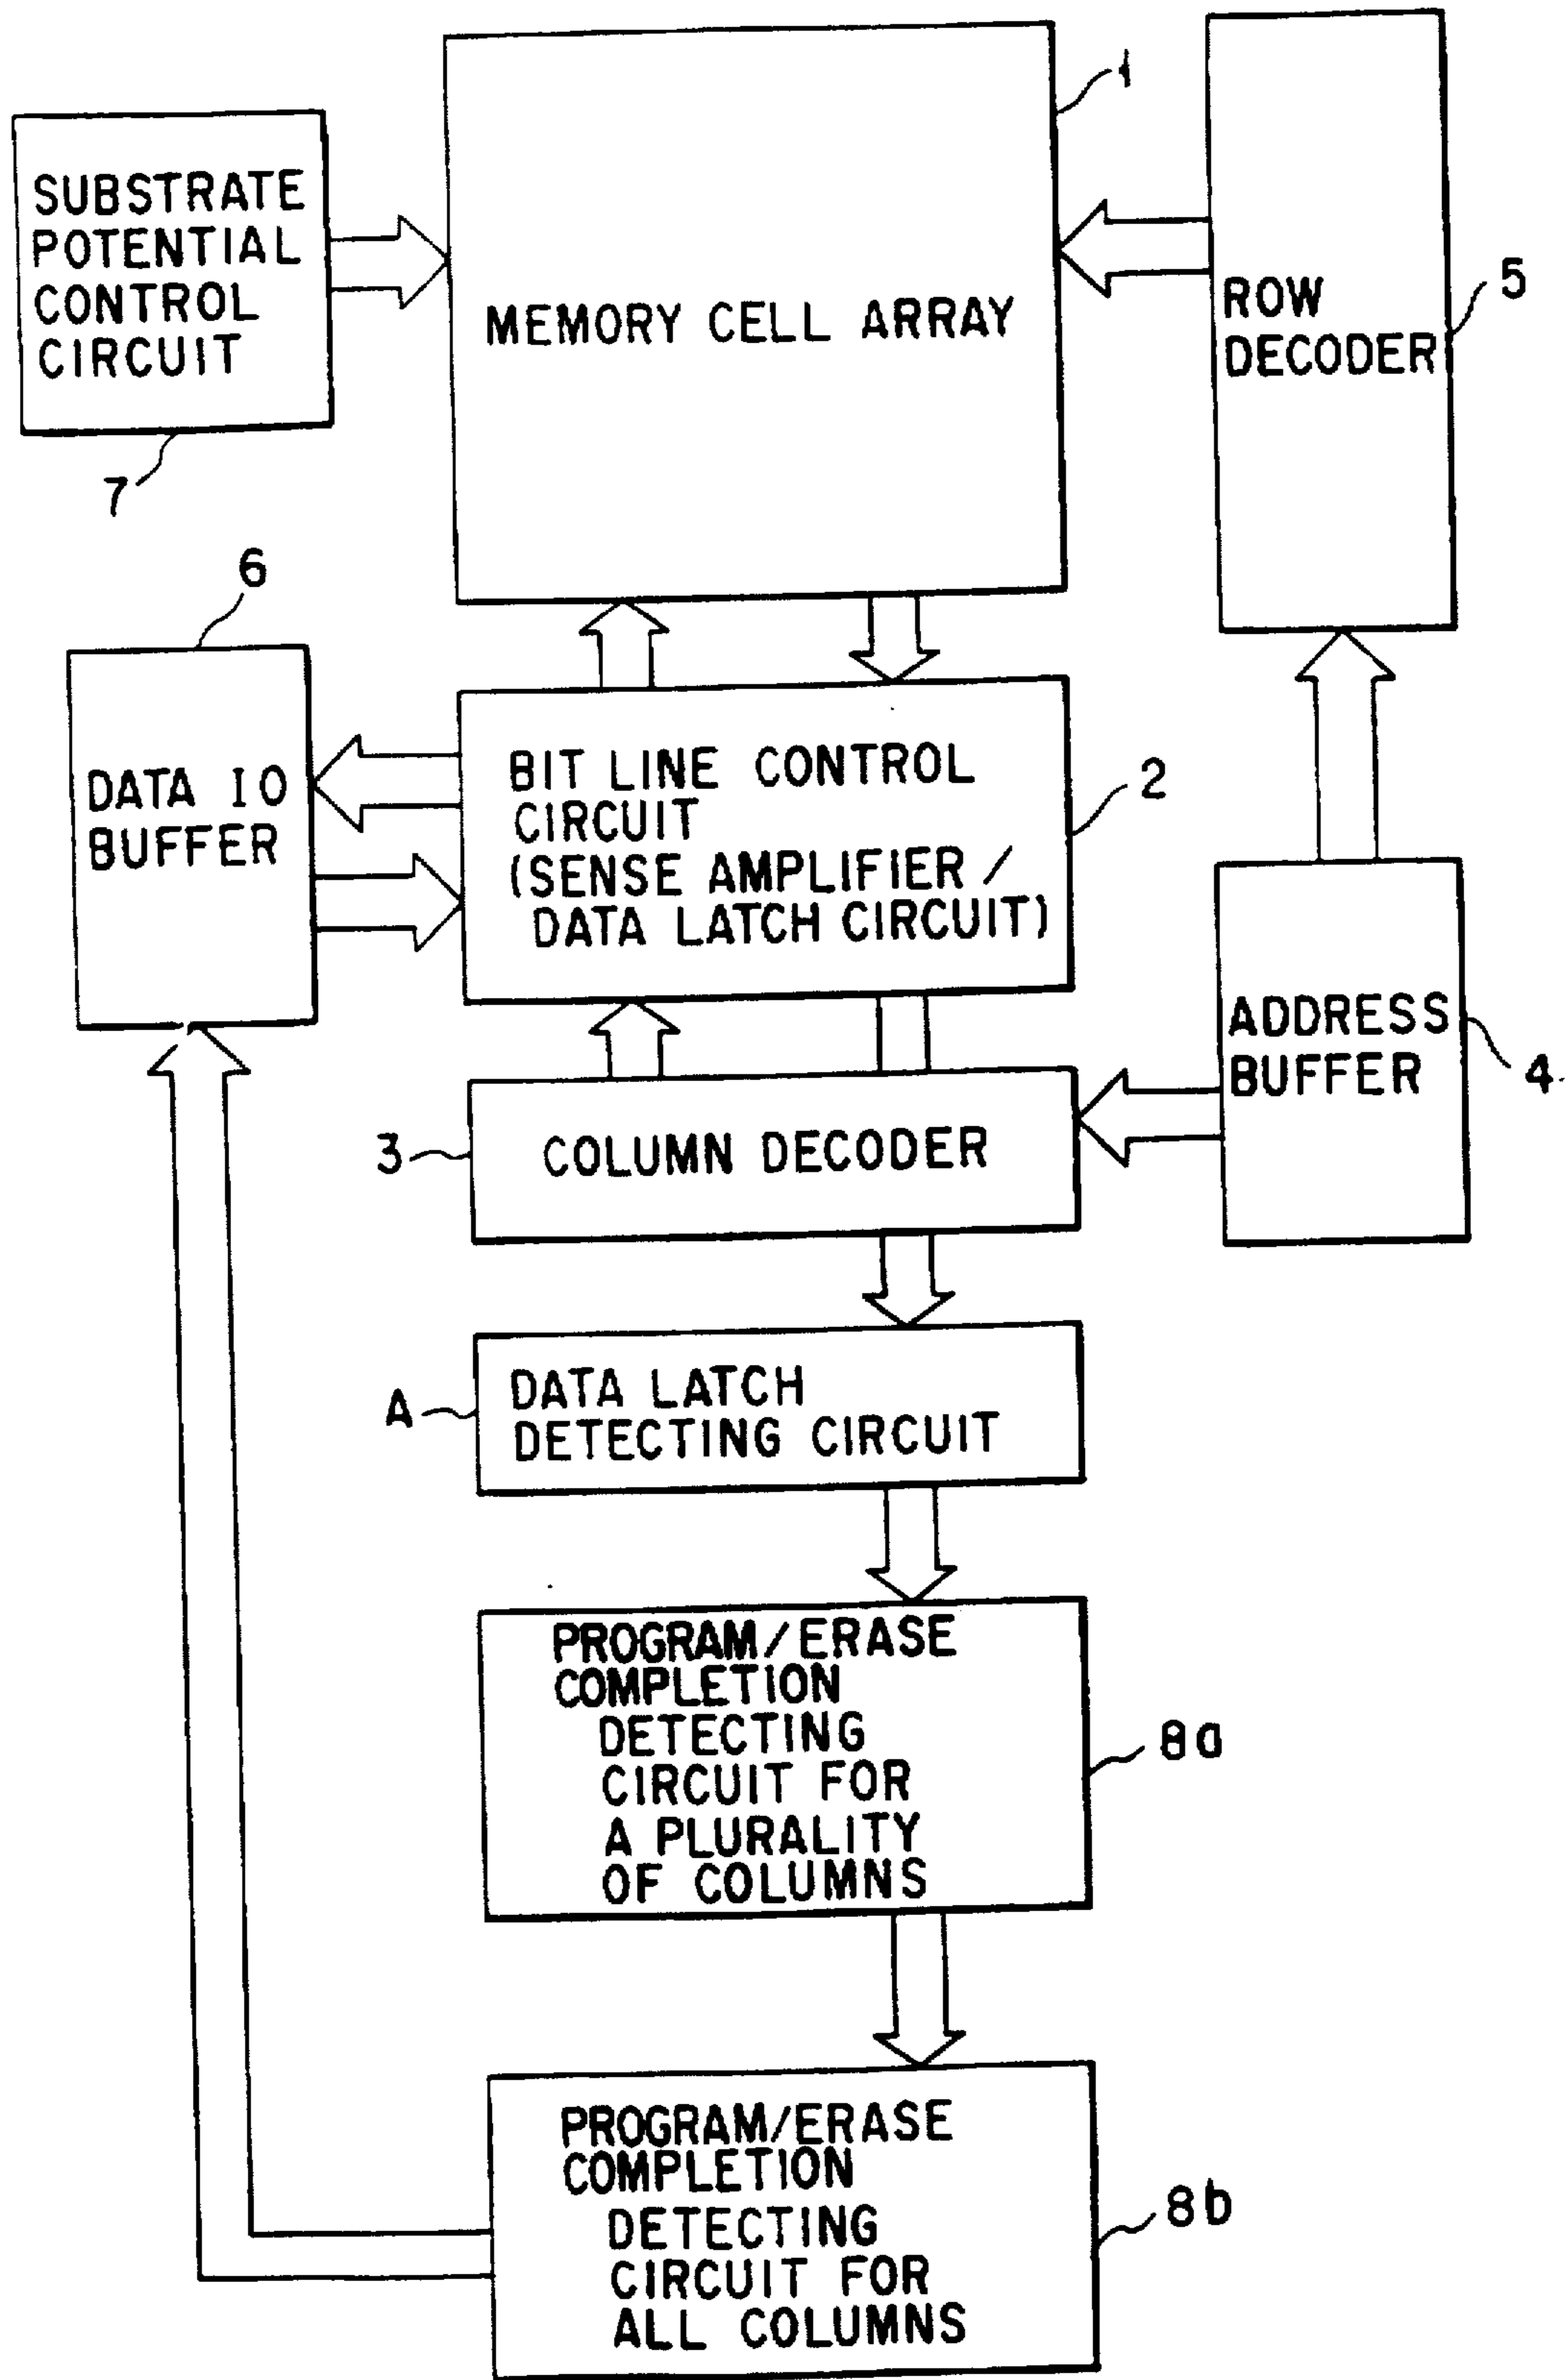 1
SUBSTRATE
POTENTIAL
CONTROL
CIRCUIT
7
MEMORY CELL ARRAY
ROW
DECODER
5
6
DATA IO
BUFFER
BIT LINE CONTROL
CIRCUIT
(SENSE AMPLIFIER /
DATA LATCH CIRCUIT)
2
ADDRESS
BUFFER
4
3
COLUMN DECODER
A
DATA LATCH
DETECTING CIRCUIT
PROGRAM/ERASE
COMPLETION
DETECTING
CIRCUIT FOR
A PLURALITY
OF COLUMNS
8a
PROGRAM/ERASE
COMPLETION
DETECTING
CIRCUIT FOR
ALL COLUMNS
8b